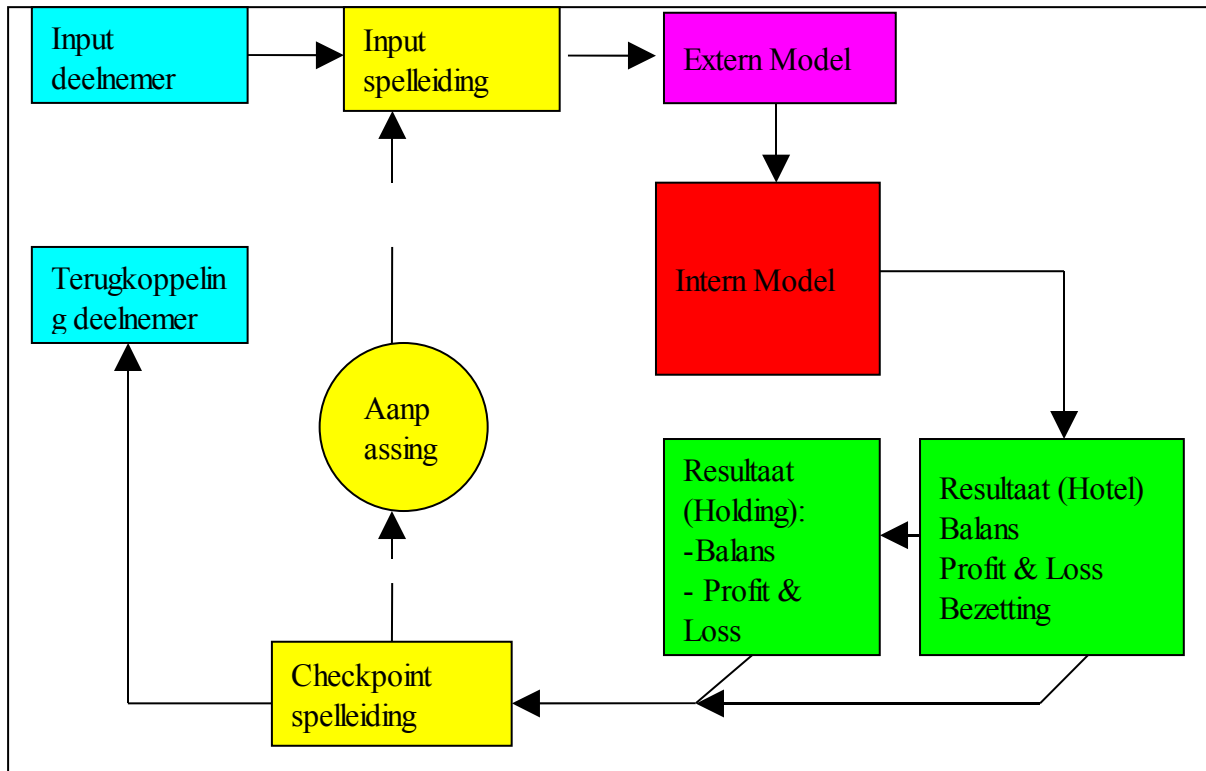 Input
deelnemer
Input
spelleiding
Extern Model
Terugkoppelin
g deelnemer
Intern Model
Aanp
assing
Resultaat
(Holding):
-Balans
- Profit &
Loss
Resultaat (Hotel)
Balans
Profit & Loss
Bezetting
Checkpoint
spelleiding